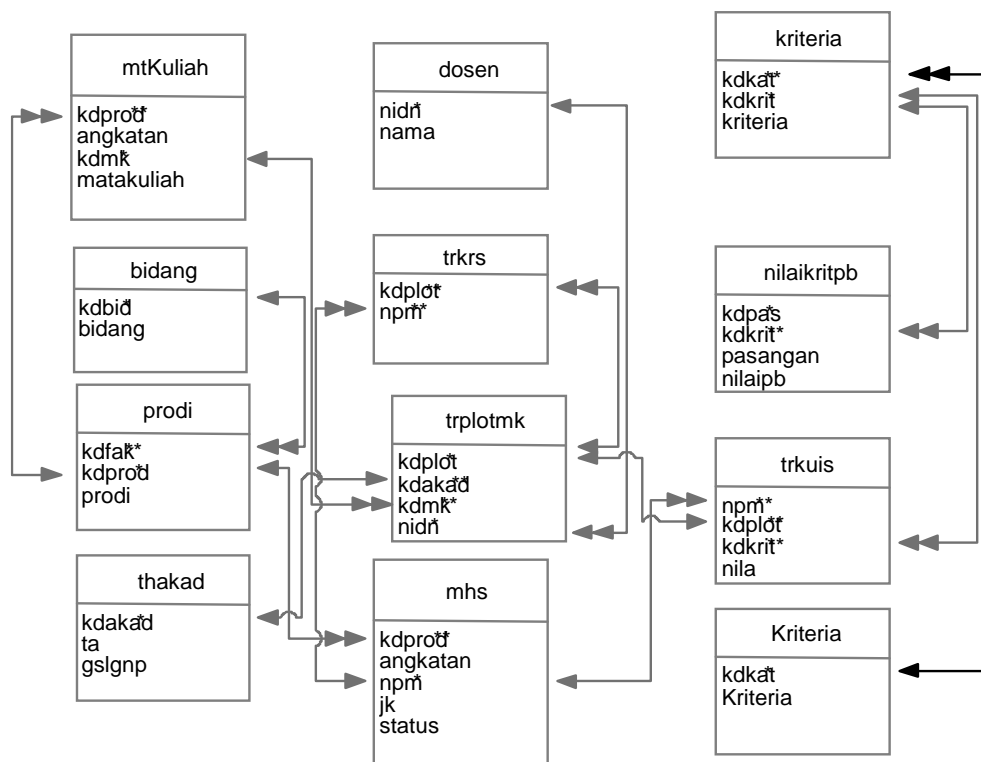 mtKuliah
kdprod**
angkatan
kdmk*
matakuliah
bidang
kdbid*
bidang
prodi
kdfak**
kdprod*
prodi
thakad
kdakad*
ta
gslgnp
dosen
nidn*
nama
trkrs
kdplot**
npm**
trplotmk
kdplot*
kdakad**
kdmk**
nidn*
mhs
kdprod**
angkatan
npm*
jk
status
kriteria
kdkat**
kdkrit*
kriteria
nilaikritpb
kdpas*
kdkrit**
pasangan
nilaipb
trkuis
npm**
kdplot**
kdkrit**
nila
Kriteria
kdkat*
Kriteria